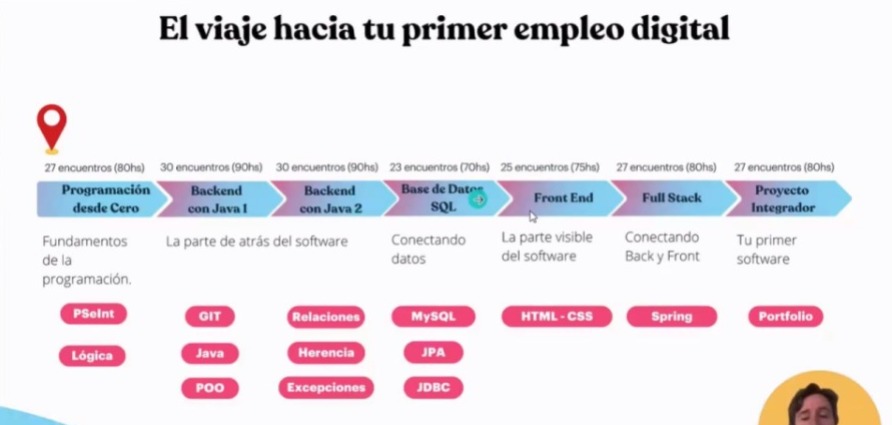 El viaje hacia tu primer empleo digital
27 encuentros (80hs)
30 encuentros (90hs)
30 encuentros (90hs)
23 encuentros (70hs)
25 encuentros (75hs)
27 encuentros (80hs)
27 encuentros (80hs)
Programación
desde Cero
Backend
con Java 1
Backend
con Java 2
Base de Datos
SQL
Front End
Full Stack
Proyecto
Integrador
Fundamentos
de la
programación.
La parte de atrás del software
Conectando
datos
La parte visible
del software
Conectando
Back y Front
Tu primer
software
PSeInt
Lógica
GIT
Java
POO
Relaciones
Herencia
Excepciones
MySQL
JPA
JDBC
HTML - CSS
Spring
Portfolio